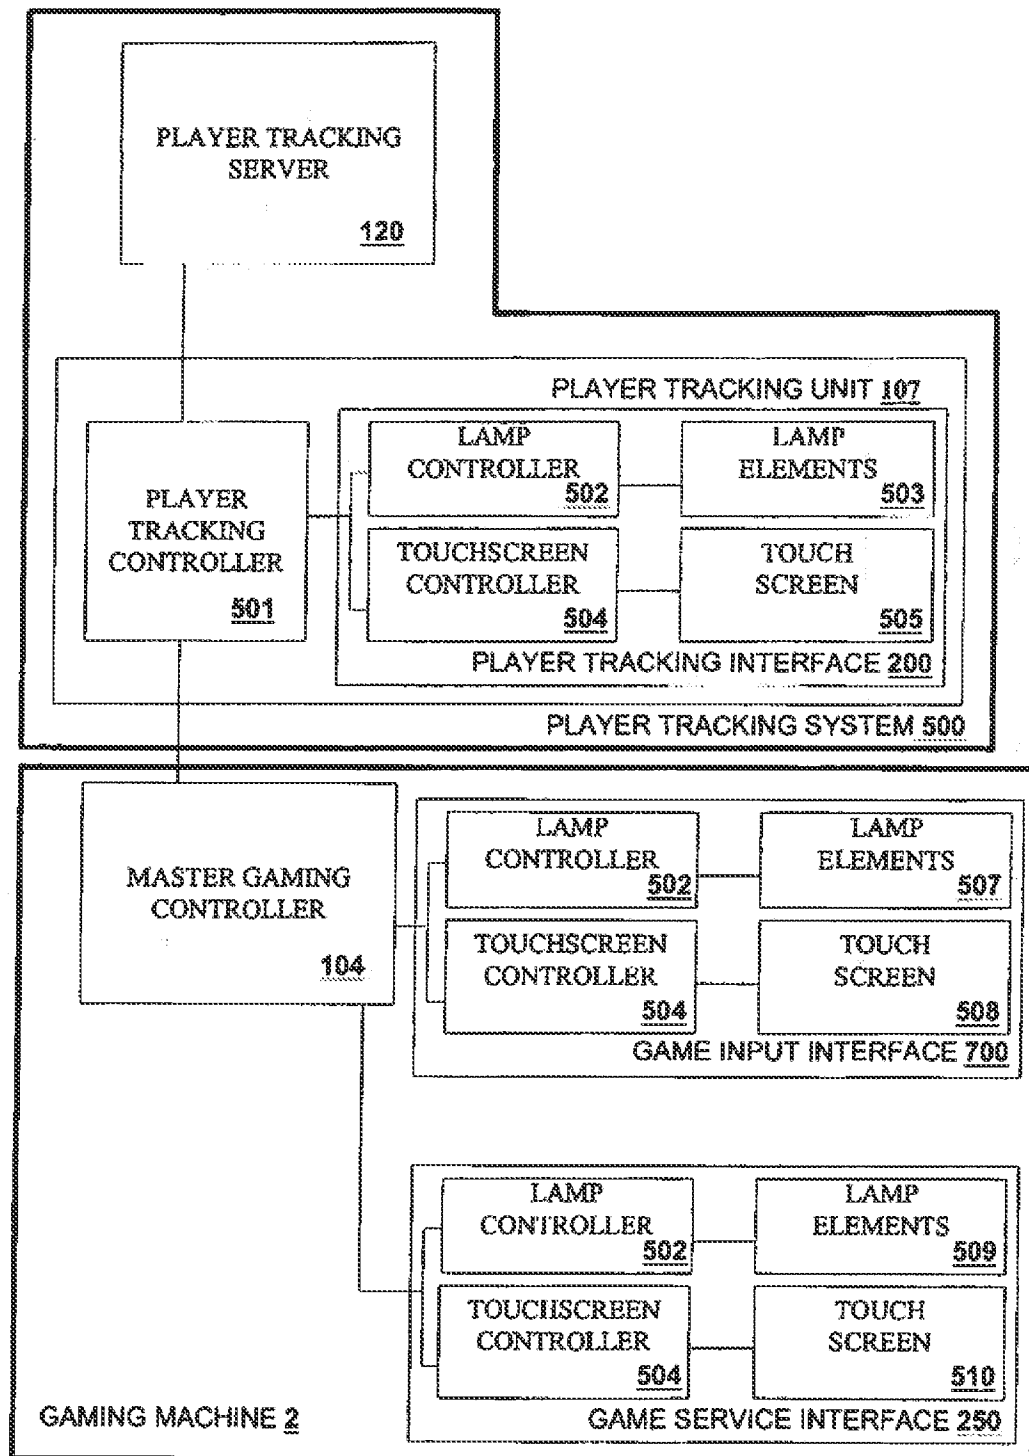 PLAYER TRACKING
SERVER
120
PLAYER TRACKING UNIT 107
LAMP
CONTROLLER
502
LAMP
ELEMENTS
503
PLAYER
TRACKING
CONTROLLER
501
TOUCHSCREEN
CONTROLLER
504
TOUCH
SCREEN
505
PLAYER TRACKING INTERFACE 200
PLAYER TRACKING SYSTEM 500
MASTER GAMING
CONTROLLER
104
LAMP
CONTROLLER
502
LAMP
ELEMENTS
507
TOUCHSCREEN
CONTROLLER
504
TOUCH
SCREEN
508
GAME INPUT INTERFACE 700
LAMP
CONTROLLER
502
LAMP
ELEMENTS
509
TOUCHSCREEN
CONTROLLER
504
TOUCH
SCREEN
510
GAME SERVICE INTERFACE 250
GAMING MACHINE 2